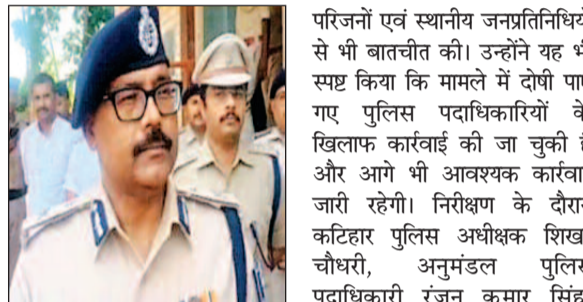 परिजनों एवं स्थानीय जनप्रतिनिधिय
से भी बातचीत की। उन्होंने यह भ
स्पष्ट किया कि मामले में दोषी पा
गए पुलिस पदाधिकारियों के
खिलाफ कार्रवाई की जा चुकी है
और आगे भी आवश्यक कार्रवा
जारी रहेगी। निरीक्षण के दौरा
कटिहार पुलिस अधीक्षक शिख
चौधरी, अनुमंडल पुलिस
पदाधिकारी रंजन कुमार सिंह